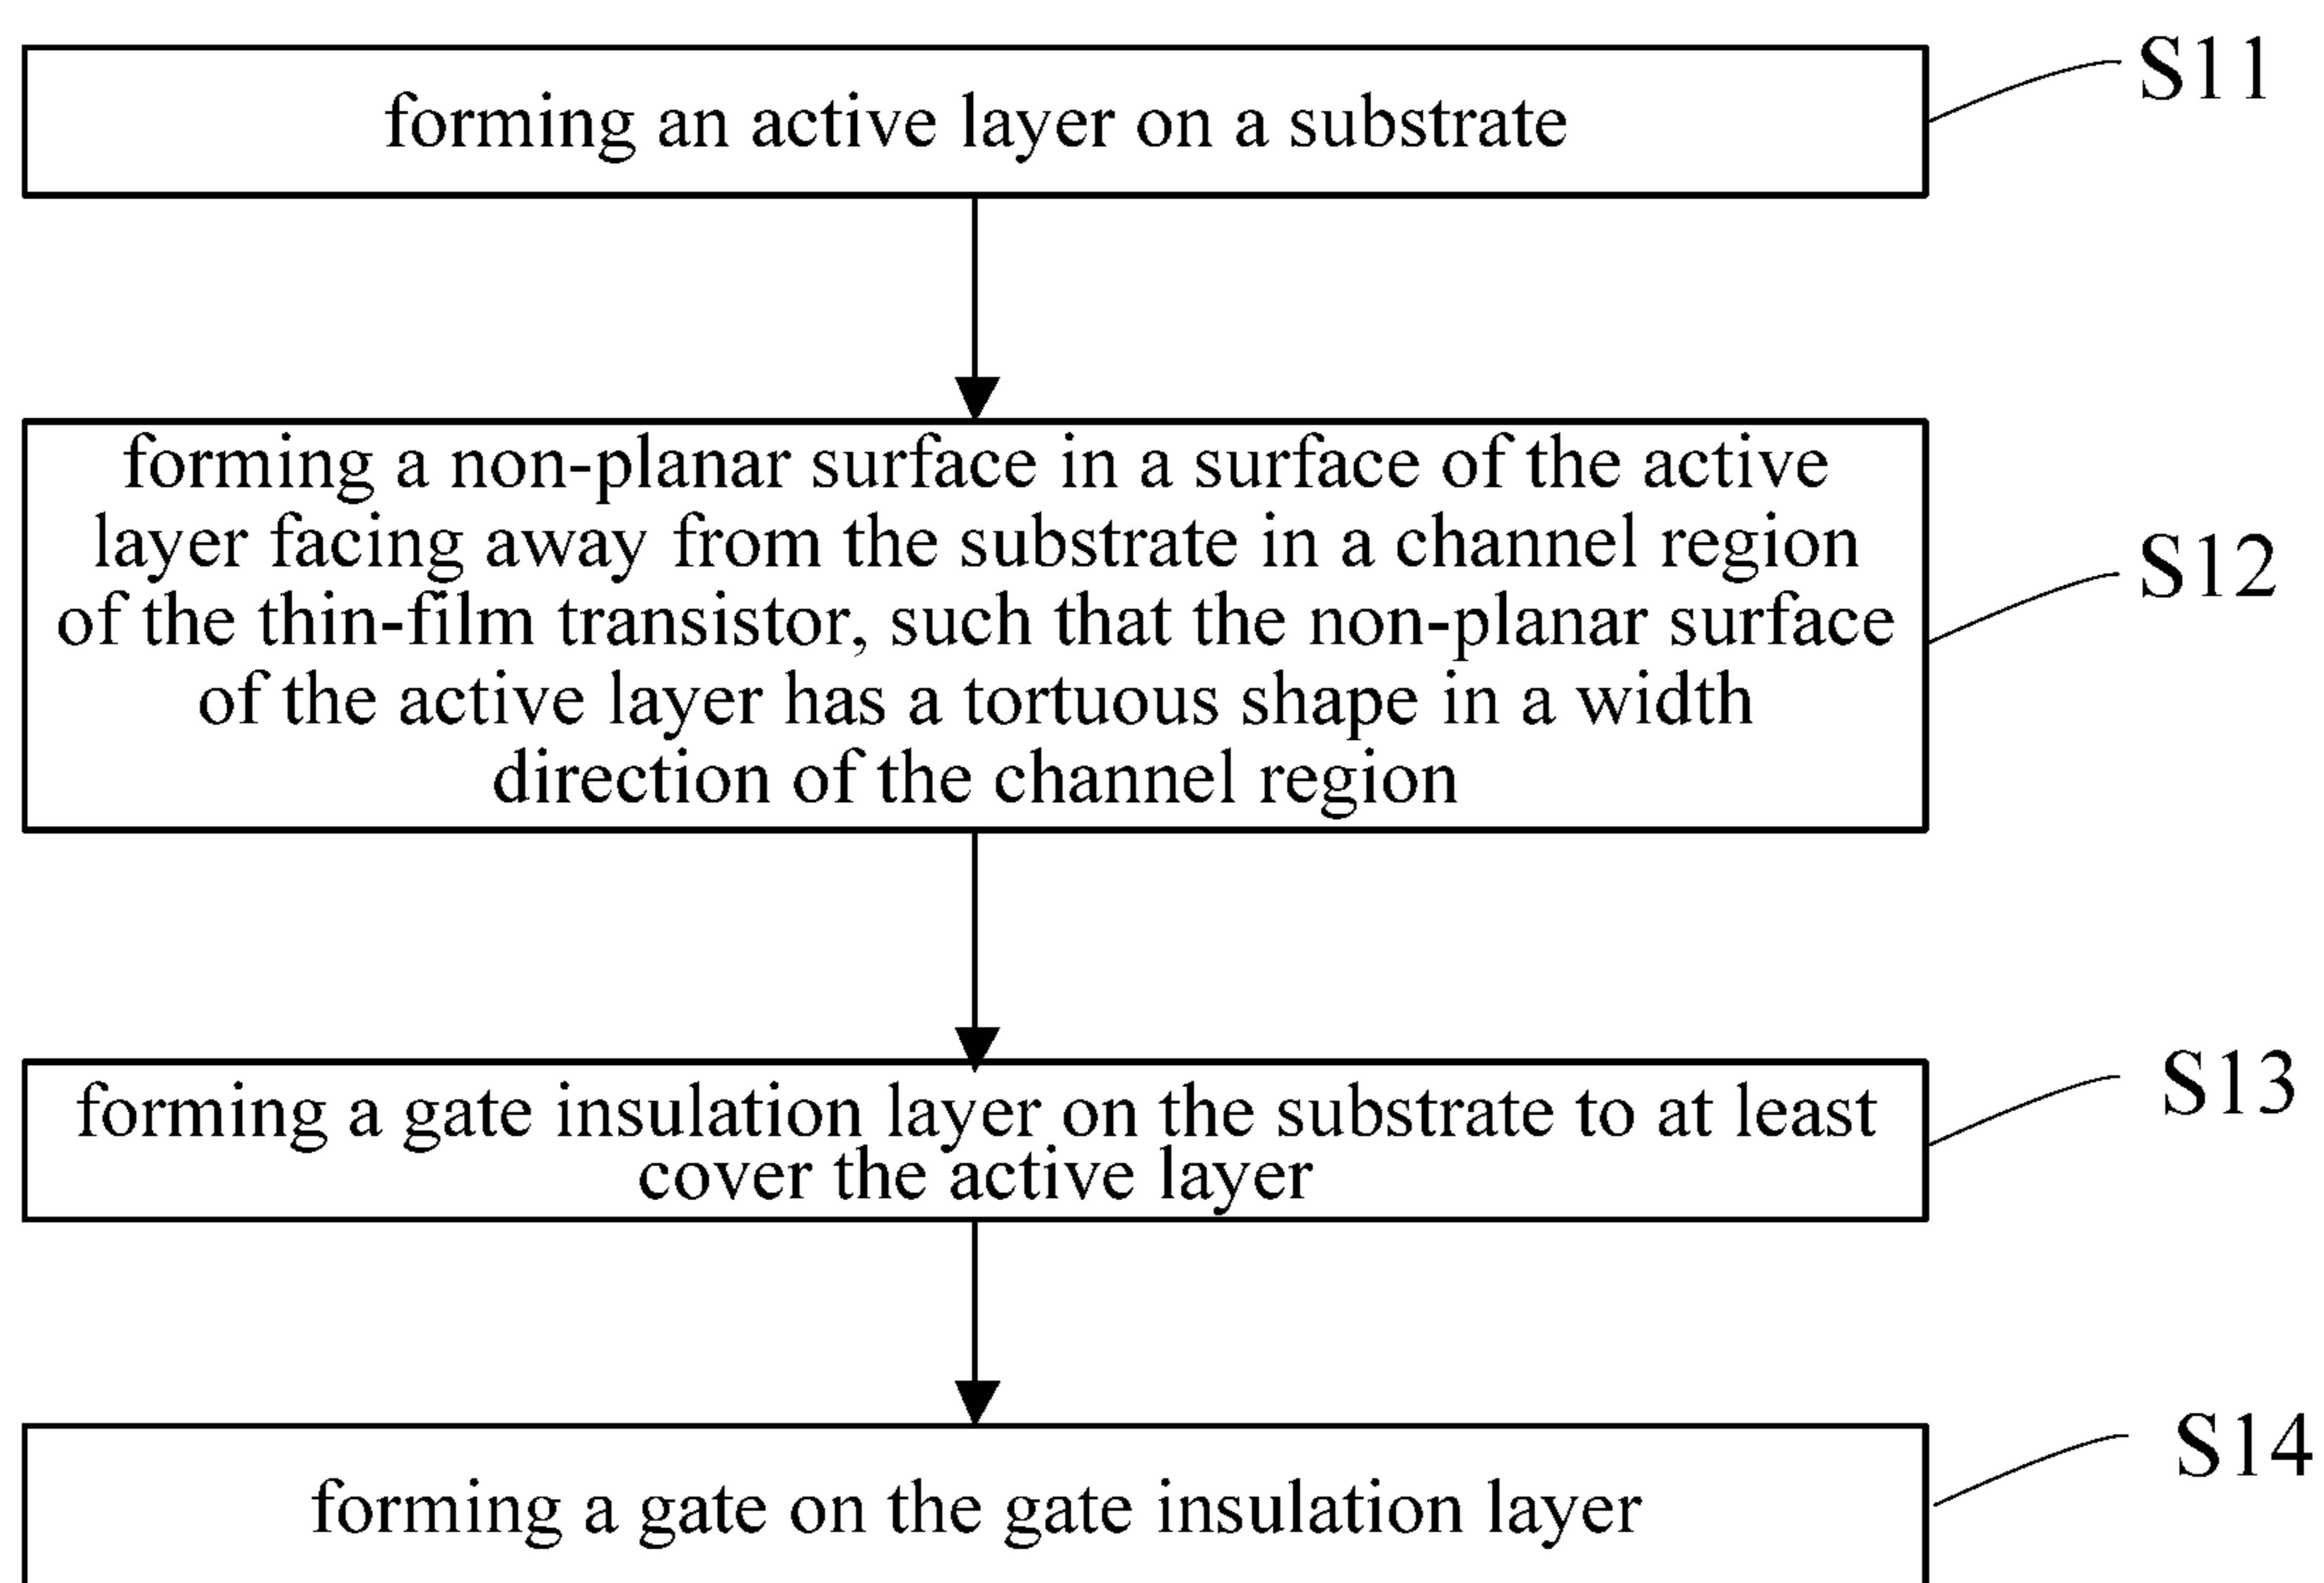 forming an active layer on a substrate
S11
forming a non-planar surface in a surface of the active
layer facing away from the substrate in a channel region
of the thin-film transistor, such that the non-planar surface
of the active layer has a tortuous shape in a width
direction of the channel region
S12
forming a gate insulation layer on the substrate to at least
cover the active layer
S13
forming a gate on the gate insulation layer
S14